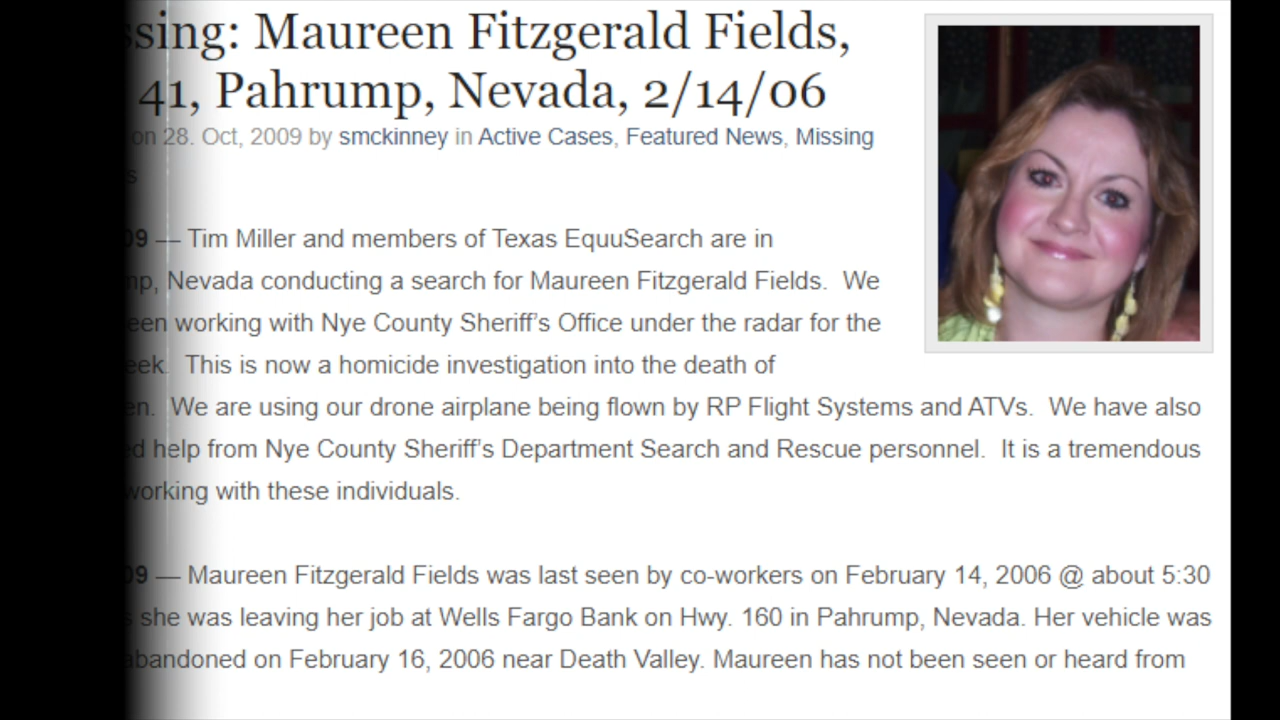 ssing: Maureen Fitzgerald Fields,
41, Pahrump, Nevada, 2/14/06
on 28. Oct, 2009 by smckinney in Active Cases, Featured News, Missing
s
09 — Tim Miller and members of Texas EquuSearch are in
mp, Nevada conducting a search for Maureen Fitzgerald Fields. We
een working with Nye County Sheriff’s Office under the radar for the
eek. This is now a homicide investigation into the death of
en. We are using our drone airplane being flown by RP Flight Systems and ATVs. We have also
ed help from Nye County Sheriff’s Department Search and Rescue personnel. It is a tremendous
working with these individuals.
09 — Maureen Fitzgerald Fields was last seen by co-workers on February 14, 2006 @ about 5:30
s she was leaving her job at Wells Fargo Bank on Hwy. 160 in Pahrump, Nevada. Her vehicle was
abandoned on February 16, 2006 near Death Valley. Maureen has not been seen or heard from